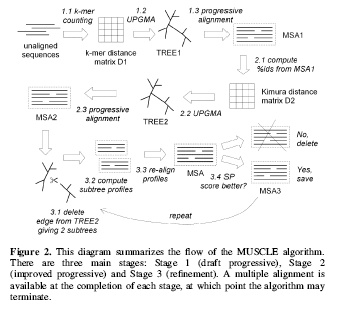 1.1 k-mer
counting
1.2
UPGMA
1.3 progressive
alignment
unaligned
sequences
k-mer distance
matrix D1
TREE1
MSA1
2.1 compute
%ids from MSA1
Kimura distance
matrix D2
2.2 UPGMA
TREE2
2.3 progressive
alignment
MSA2
3.1 delete
edge from TREE2
giving 2 subtrees
3.2 compute
subtree profiles
3.3 re-align
profiles
MSA
3.4 SP
score better?
No,
delete
Yes,
save
MSA3
repeat
Figure 2. This diagram summarizes the flow of the MUSCLE algorithm.
There are three main stages: Stage 1 (draft progressive), Stage 2
(improved progressive) and Stage 3 (refinement). A multiple alignment is
available at the completion of each stage, at which point the algorithm may
terminate.